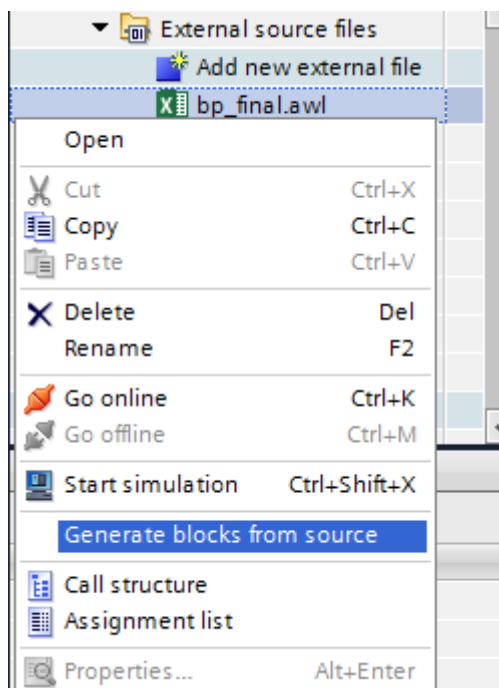 External source files
Add new external file
bp_final.awl
Open
Cut Ctrl+X
Copy Ctrl+C
Paste Ctrl+V
Delete Del
Rename F2
Go online Ctrl+K
Go offline Ctrl+M
Start simulation Ctrl+Shift+X
Generate blocks from source
Call structure
Assignment list
Properties... Alt+Enter